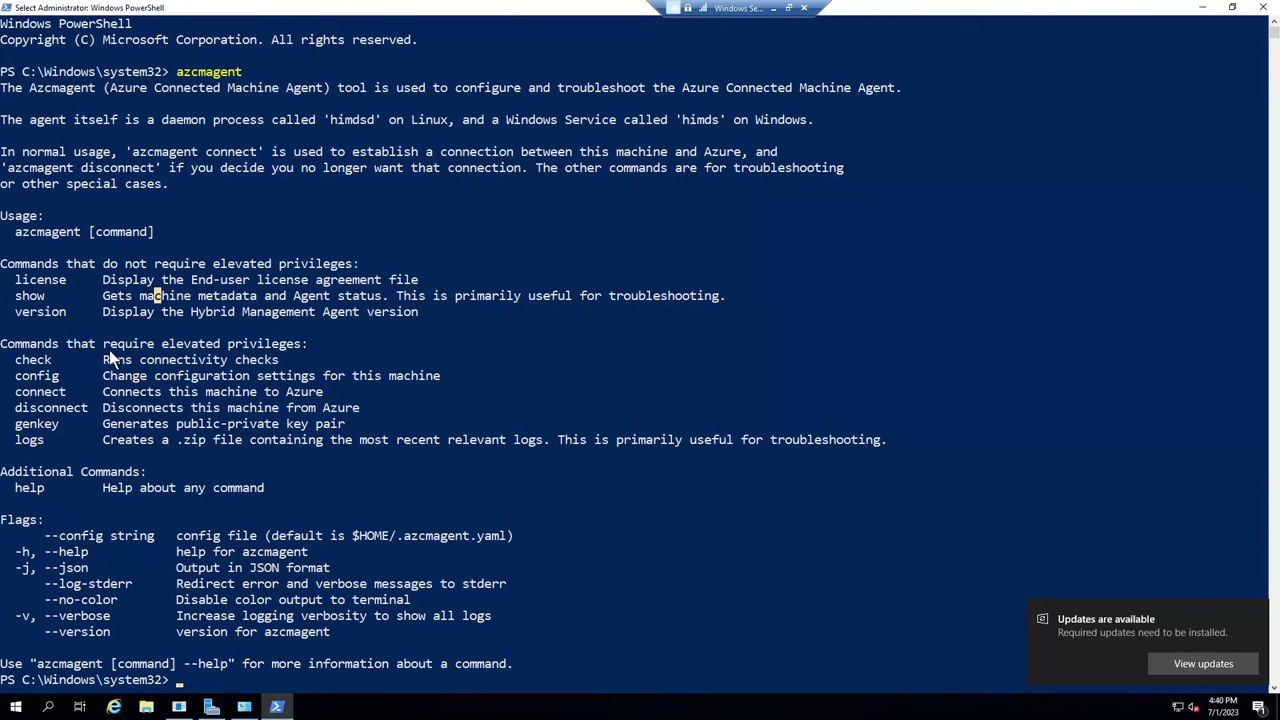 Select Administrator: Windows PowerShell
Windows Se...
Windows PowerShell
Copyright (C) Microsoft Corporation. All rights reserved.
PS C:\Windows\system32> azcmagent
The Azcmagent (Azure Connected Machine Agent) tool is used to configure and troubleshoot the Azure Connected Machine Agent.
The agent itself is a daemon process called 'himdsd' on Linux, and a Windows Service called 'himds' on Windows.
In normal usage, 'azcmagent connect' is used to establish a connection between this machine and Azure, and
'azcmagent disconnect' if you decide you no longer want that connection. The other commands are for troubleshooting
or other special cases.
Usage:
azcmagent [command]
Commands that do not require elevated privileges:
license Display the End-user license agreement file
show Gets machine metadata and Agent status. This is primarily useful for troubleshooting.
version Display the Hybrid Management Agent version
Commands that require elevated privileges:
check Runs connectivity checks
config Change configuration settings for this machine
connect Connects this machine to Azure
disconnect Disconnects this machine from Azure
genkey Generates public-private key pair
logs Creates a .zip file containing the most recent relevant logs. This is primarily useful for troubleshooting.
Additional Commands:
help Help about any command
Flags:
--config string config file (default is $HOME/.azcmagent.yaml)
-h, --help help for azcmagent
-j, --json Output in JSON format
--log-stderr Redirect error and verbose messages to stderr
--no-color Disable color output to terminal
-v, --verbose Increase logging verbosity to show all logs
--version version for azcmagent
Use "azcmagent [command] --help" for more information about a command.
PS C:\Windows\system32>
Updates are available
Required updates need to be installed.
View updates
4:40 PM
7/1/2023
1